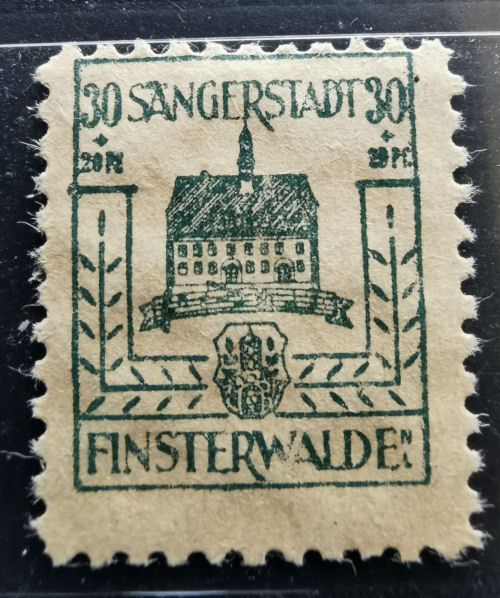 30 SÄNGERSTADT 30
+ +
20 Pf. 20 Pf.
FINSTERWALDE N.L.